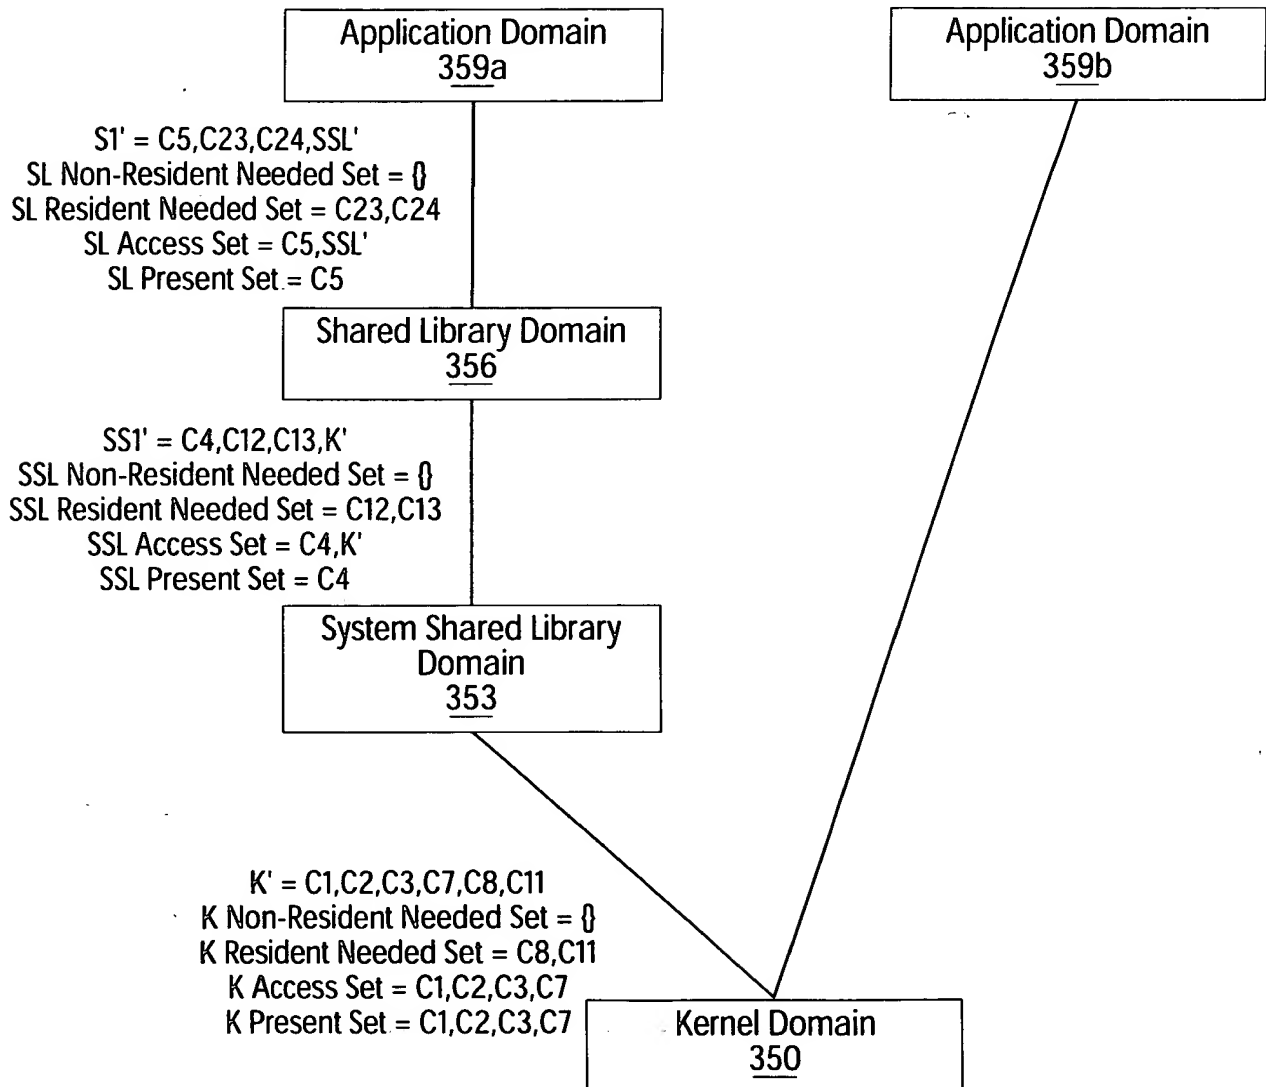 Application Domain
359a
Application Domain
359b
S1' = C5,C23,C24,SSL'
SL Non-Resident Needed Set = {}
SL Resident Needed Set = C23,C24
SL Access Set = C5,SSL'
SL Present Set = C5
Shared Library Domain
356
SS1' = C4,C12,C13,K'
SSL Non-Resident Needed Set = {}
SSL Resident Needed Set = C12,C13
SSL Access Set = C4,K'
SSL Present Set = C4
System Shared Library
Domain
353
K' = C1,C2,C3,C7,C8,C11
K Non-Resident Needed Set = {}
K Resident Needed Set = C8,C11
K Access Set = C1,C2,C3,C7
K Present Set = C1,C2,C3,C7
Kernel Domain
350